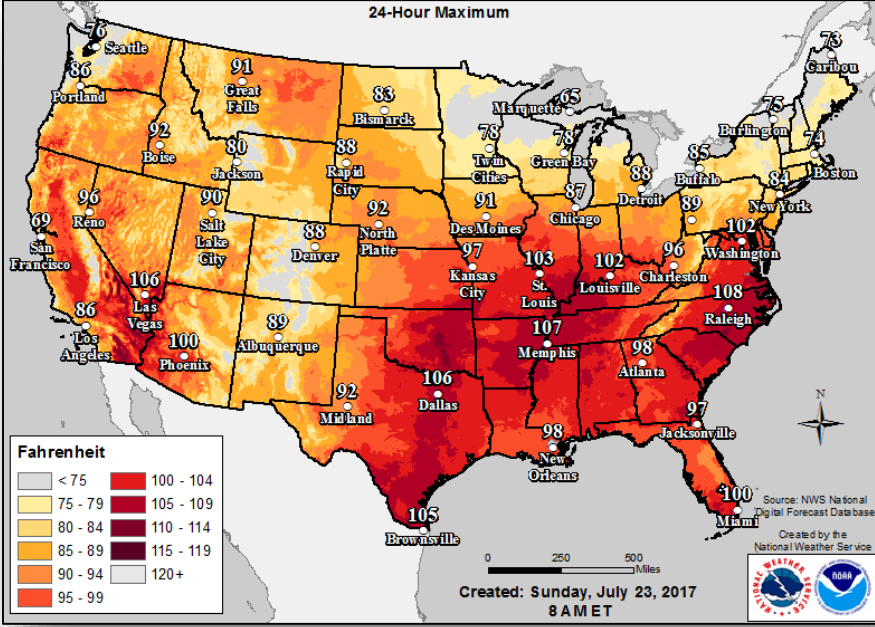 24-Hour Maximum
76
Seattle
86
Portland
91
Great
Falls
83
Bismarck
73
Caribou
65
Marquette
75
Burlington
74
Boston
92
Boise
80
Jackson
88
Rapid
City
78
Twin
Cities
78
Green Bay
85
Buffalo
88
Detroit
84
New York
96
Reno
90
Salt
Lake
City
92
North
Platte
91
Des Moines
87
Chicago
89
69
San
Francisco
88
Denver
97
Kansas
City
103
St.
Louis
102
Louisville
96
Charleston
102
Washington
106
Las
Vegas
108
Raleigh
86
Los
Angeles
100
Phoenix
89
Albuquerque
107
Memphis
98
Atlanta
92
Midland
106
Dallas
98
New
Orleans
97
Jacksonville
105
Brownsville
100
Miami
N
Fahrenheit
< 75
75 - 79
80 - 84
85 - 89
90 - 94
95 - 99
100 - 104
105 - 109
110 - 114
115 - 119
120+
0 250 500
Miles
Created: Sunday, July 23, 2017
8 AM ET
Source: NWS National
Digital Forecast Database
Created by the
National Weather Service
NATIONAL WEATHER SERVICE
NOAA